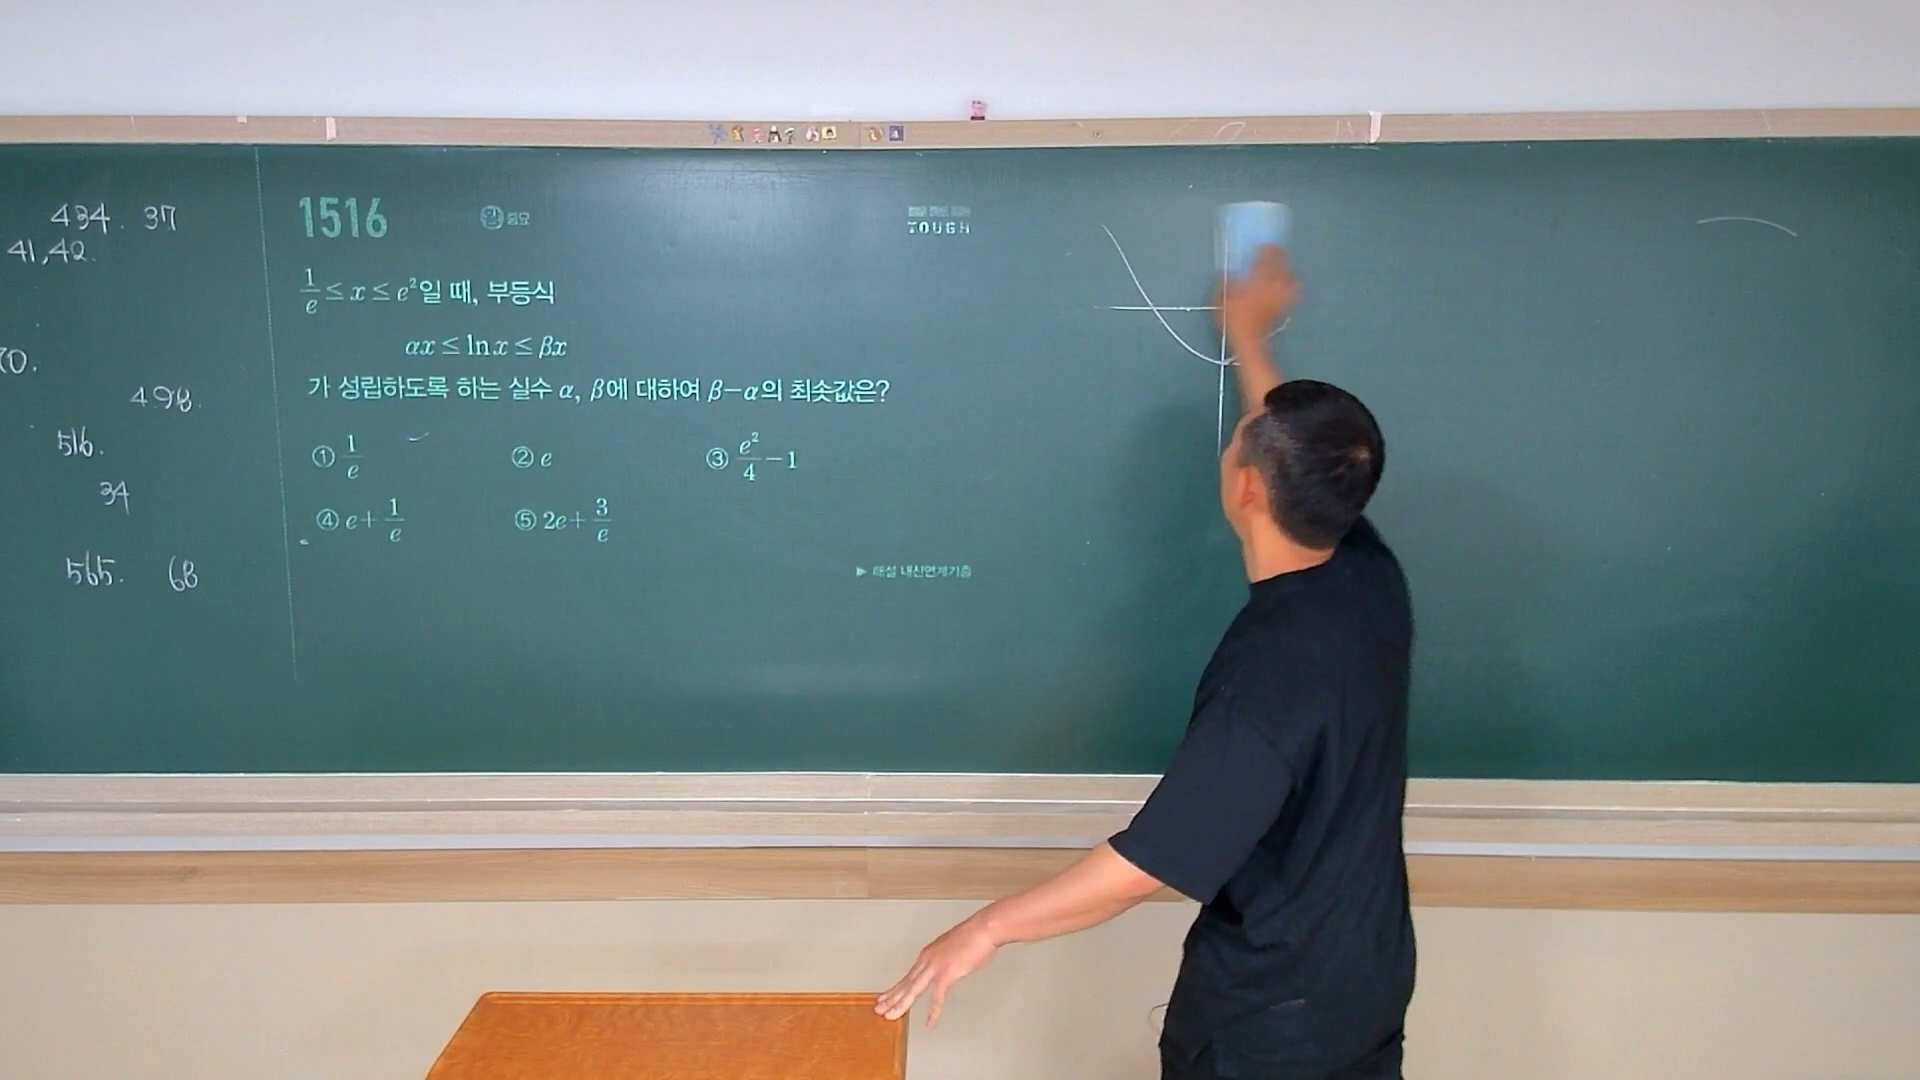 434. 37
41,42.
70.
498.
516.
34
565. 68
1516 중요
TOUGH
1/e ≤ x ≤ e²일 때, 부등식
αx ≤ ln x ≤ βx
가 성립하도록 하는 실수 α, β에 대하여 β−α의 최솟값은?
① 1/e ② e ③ e²/4 −1
④ e+ 1/e ⑤ 2e+ 3/e
▶ 해설 내신연계기출